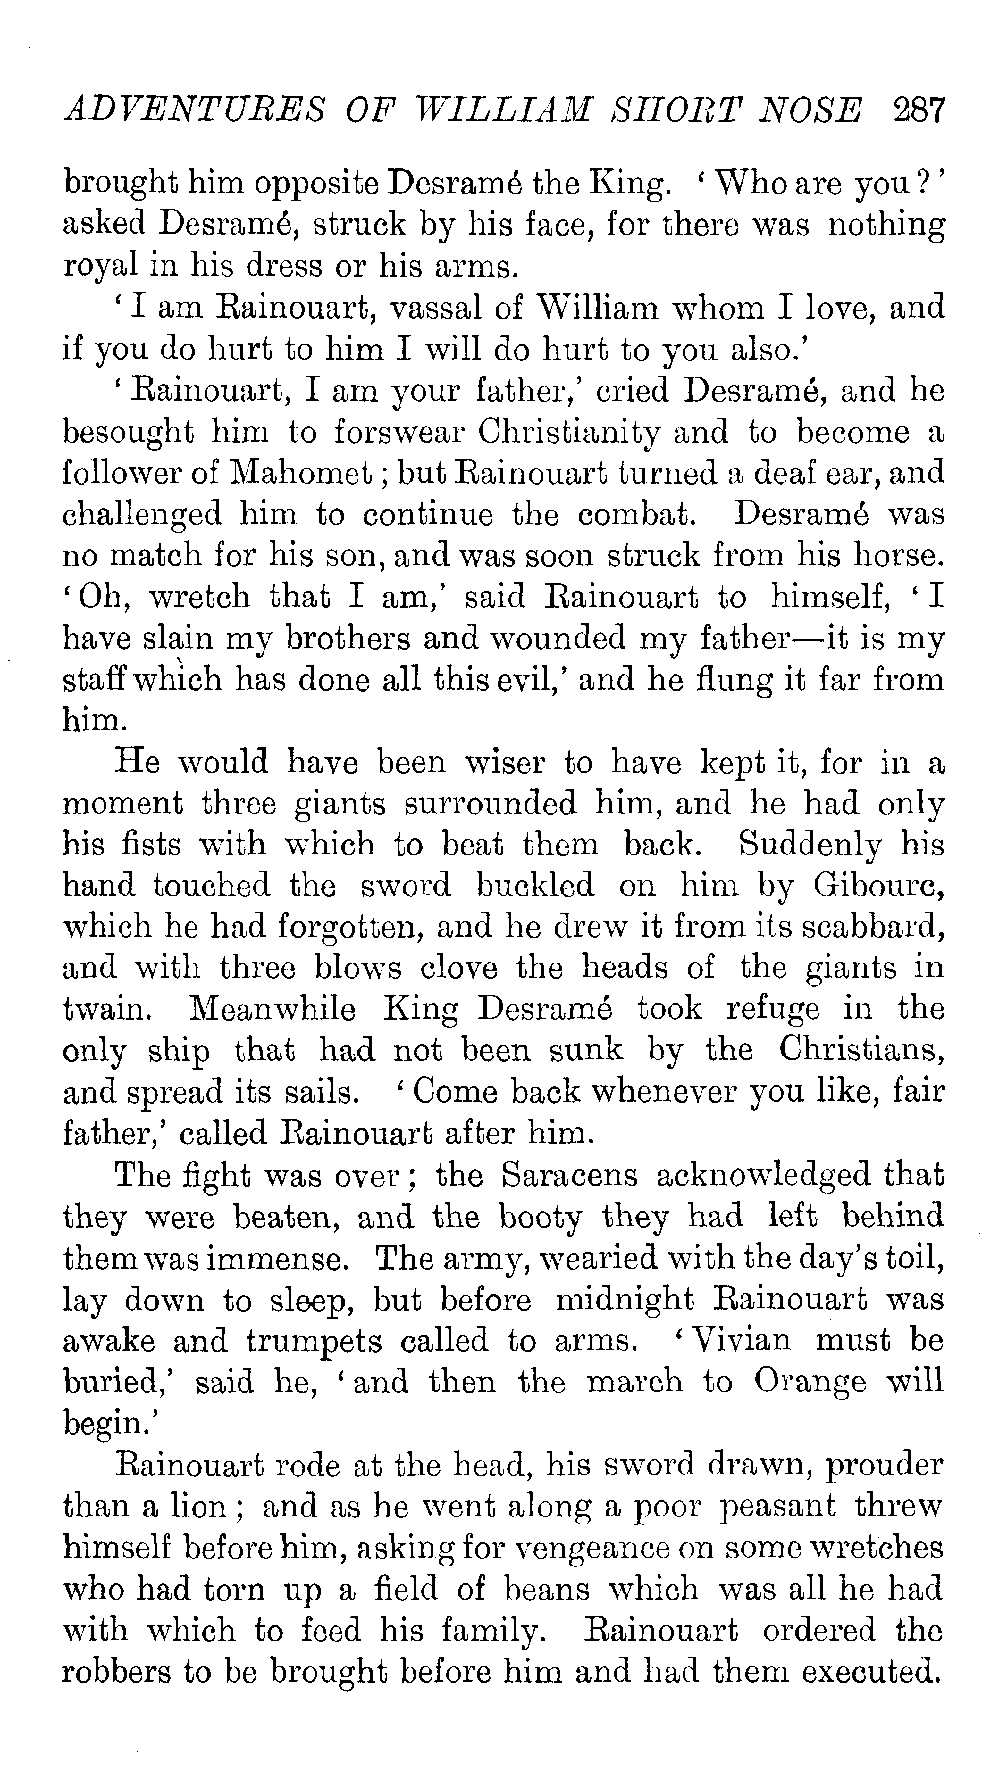 ADVENTURES OF WILLIAM SHORT NOSE 287
brought him opposite Desramé the King. ‘ Who are you ? ’
asked Desramé, struck by his face, for there was nothing
royal in his dress or his arms.
‘ I am Rainouart, vassal of William whom I love, and
if you do hurt to him I will do hurt to you also.’
‘ Rainouart, I am your father,’ cried Desramé, and he
besought him to forswear Christianity and to become a
follower of Mahomet ; but Rainouart turned a deaf ear, and
challenged him to continue the combat. Desramé was
no match for his son, and was soon struck from his horse.
‘ Oh, wretch that I am,’ said Rainouart to himself, ‘ I
have slain my brothers and wounded my father—it is my
staff which has done all this evil,’ and he flung it far from
him.
He would have been wiser to have kept it, for in a
moment three giants surrounded him, and he had only
his fists with which to beat them back. Suddenly his
hand touched the sword buckled on him by Gibourc,
which he had forgotten, and he drew it from its scabbard,
and with three blows clove the heads of the giants in
twain. Meanwhile King Desramé took refuge in the
only ship that had not been sunk by the Christians,
and spread its sails. ‘ Come back whenever you like, fair
father,’ called Rainouart after him.
The fight was over ; the Saracens acknowledged that
they were beaten, and the booty they had left behind
them was immense. The army, wearied with the day’s toil,
lay down to sleep, but before midnight Rainouart was
awake and trumpets called to arms. ‘ Vivian must be
buried,’ said he, ‘ and then the march to Orange will
begin.’
Rainouart rode at the head, his sword drawn, prouder
than a lion ; and as he went along a poor peasant threw
himself before him, asking for vengeance on some wretches
who had torn up a field of beans which was all he had
with which to feed his family. Rainouart ordered the
robbers to be brought before him and had them executed.